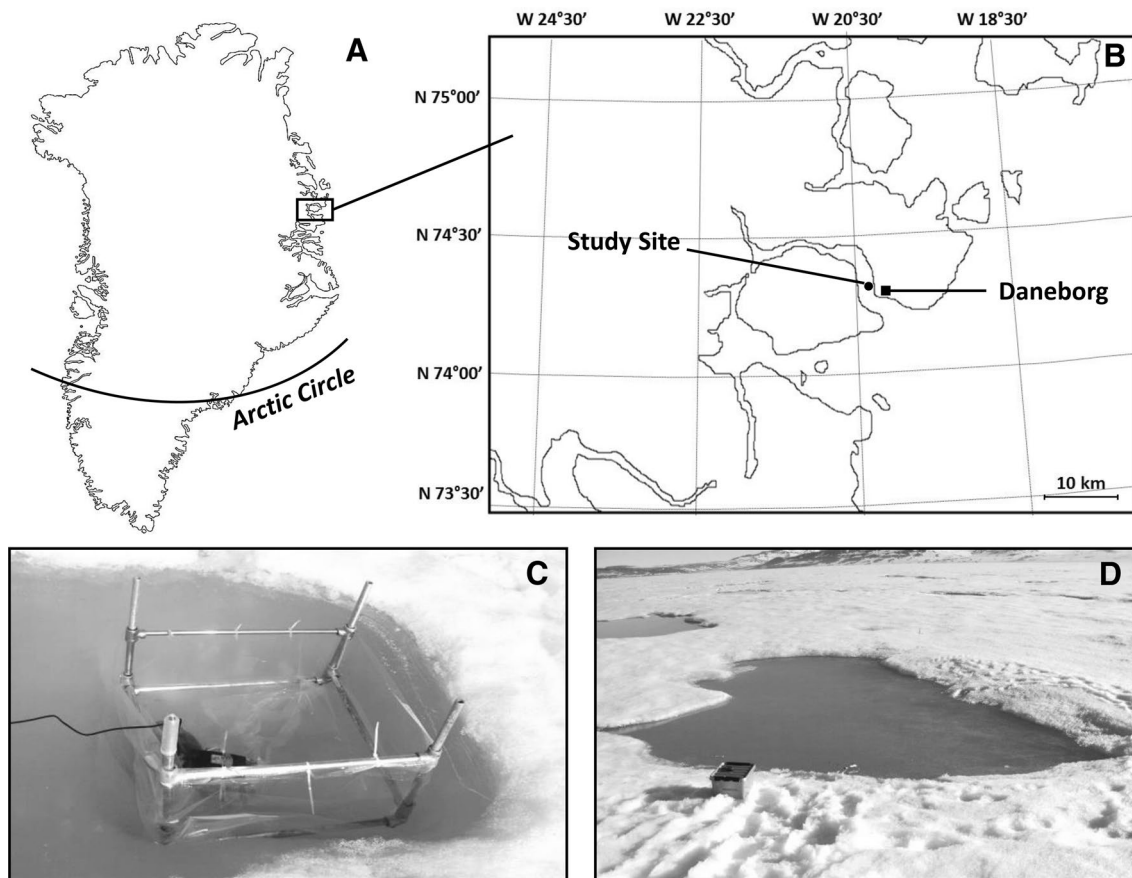 A
Arctic Circle
W 24°30’
W 22°30’
W 20°30’
W 18°30’
B
N 75°00’
N 74°30’
N 74°00’
N 73°30’
Study Site
Daneborg
10 km
C
D